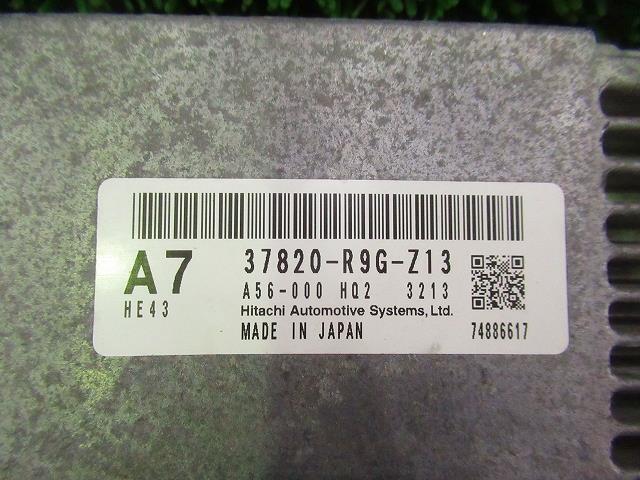 A7
HE43
37820-R9G-Z13
A56-000 HQ2 3213
Hitachi Automotive Systems, Ltd.
MADE IN JAPAN
74886617